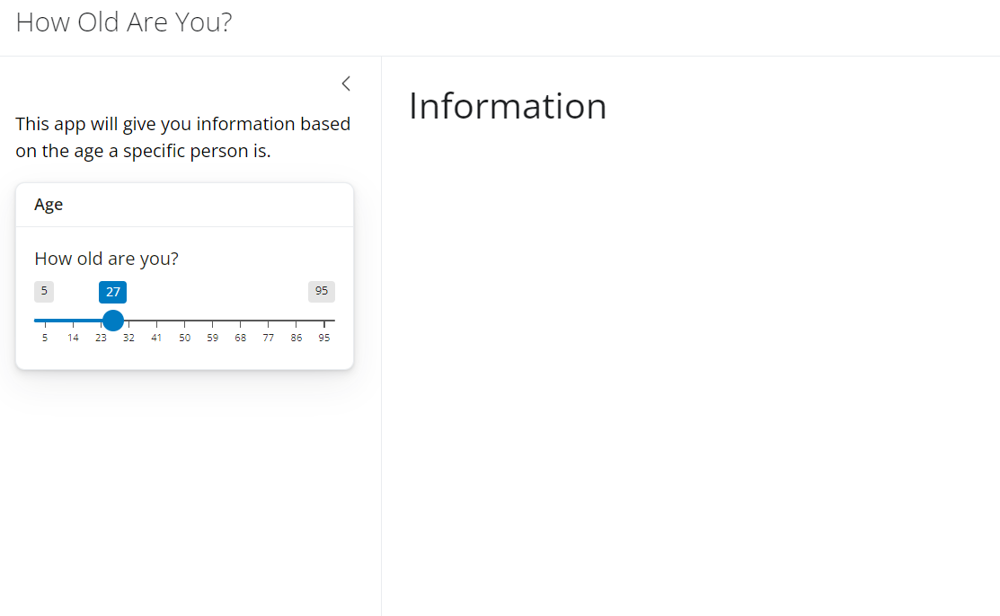 How Old Are You?
This app will give you information based
on the age a specific person is.
Age
How old are you?
5 27 95
5 14 23 32 41 50 59 68 77 86 95
Information